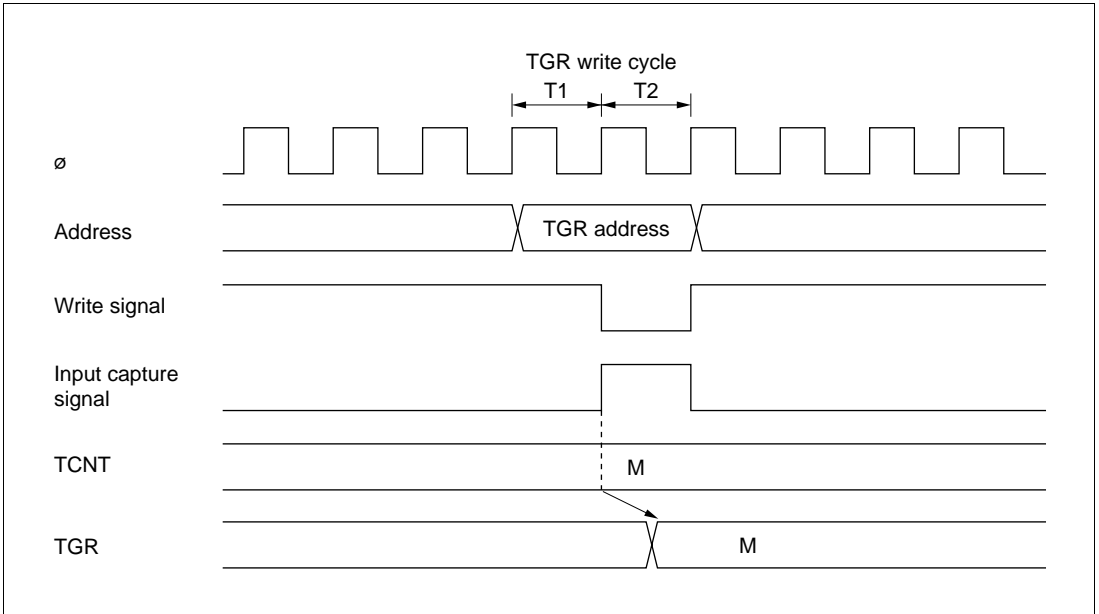 TGR write cycle
T1 T2
ø
Address
TGR address
Write signal
Input capture
signal
TCNT
M
TGR
M